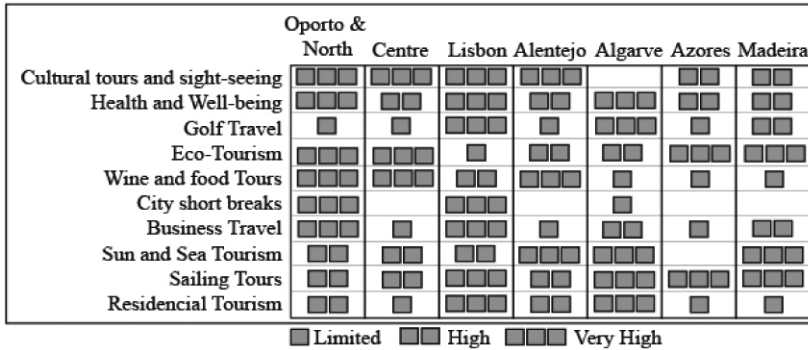 Oporto &
North Centre Lisbon Alentejo Algarve Azores Madeira
Cultural tours and sight-seeing
Health and Well-being
Golf Travel
Eco-Tourism
Wine and food Tours
City short breaks
Business Travel
Sun and Sea Tourism
Sailing Tours
Residencial Tourism
Limited High Very High